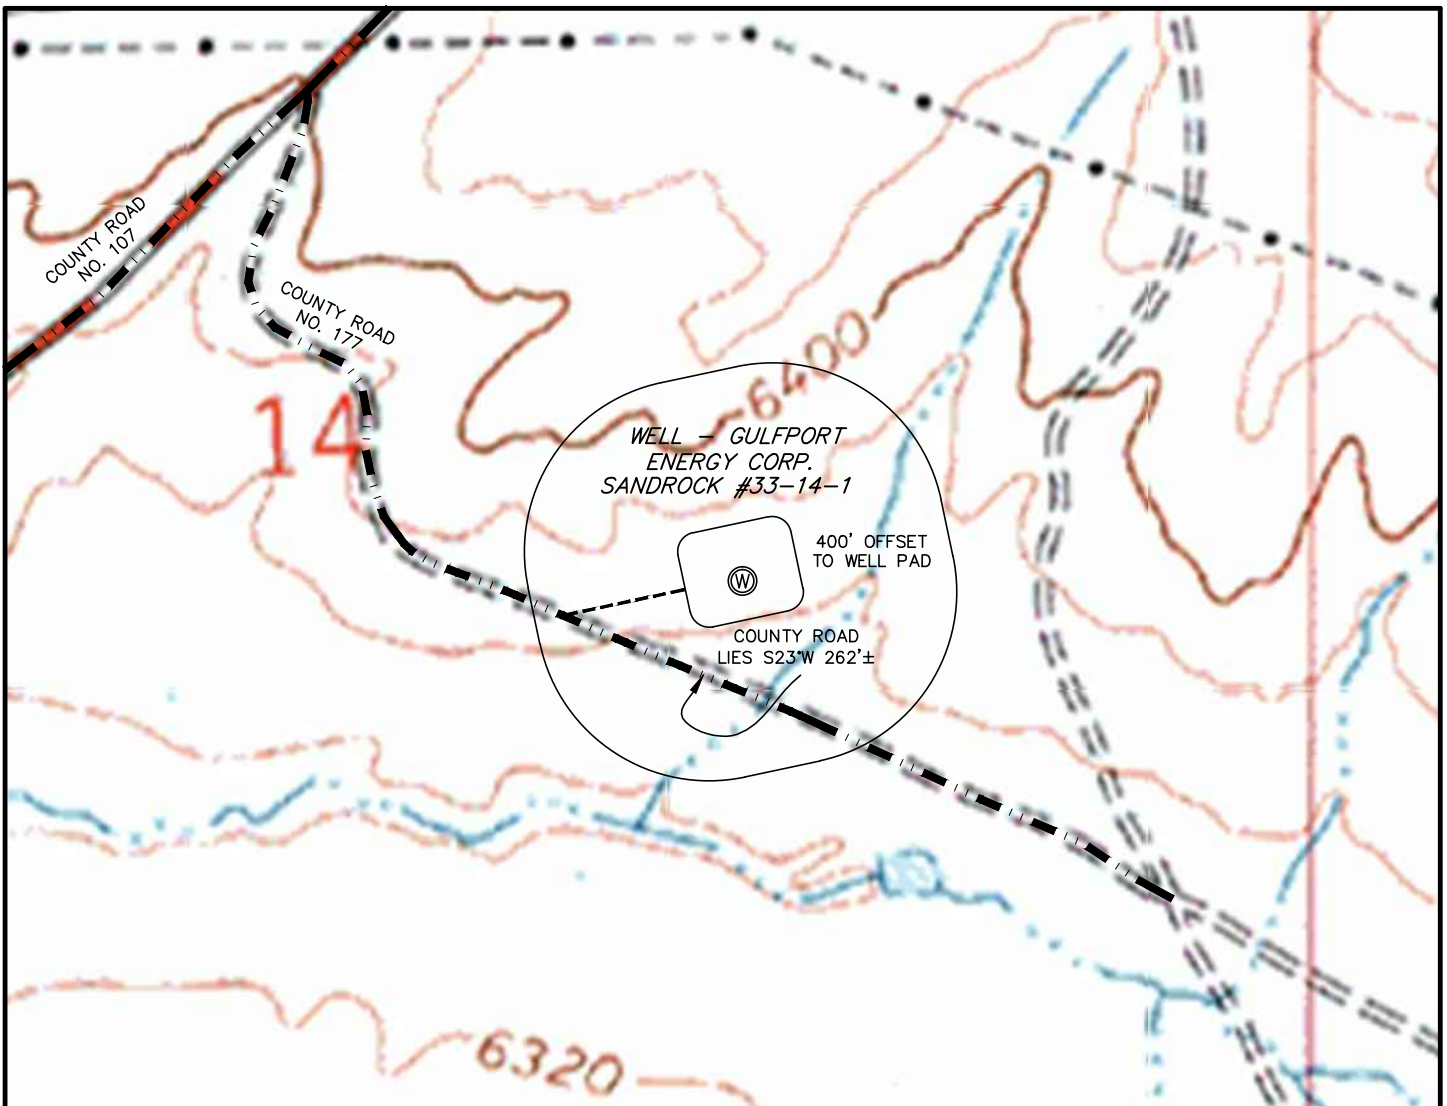 COUNTY ROAD
NO. 107
COUNTY ROAD
NO. 177
14
6400
WELL – GULFPORT
ENERGY CORP.
SANDROCK #33-14-1
400' OFFSET
TO WELL PAD
W
COUNTY ROAD
LIES S23°W 262'±
6320